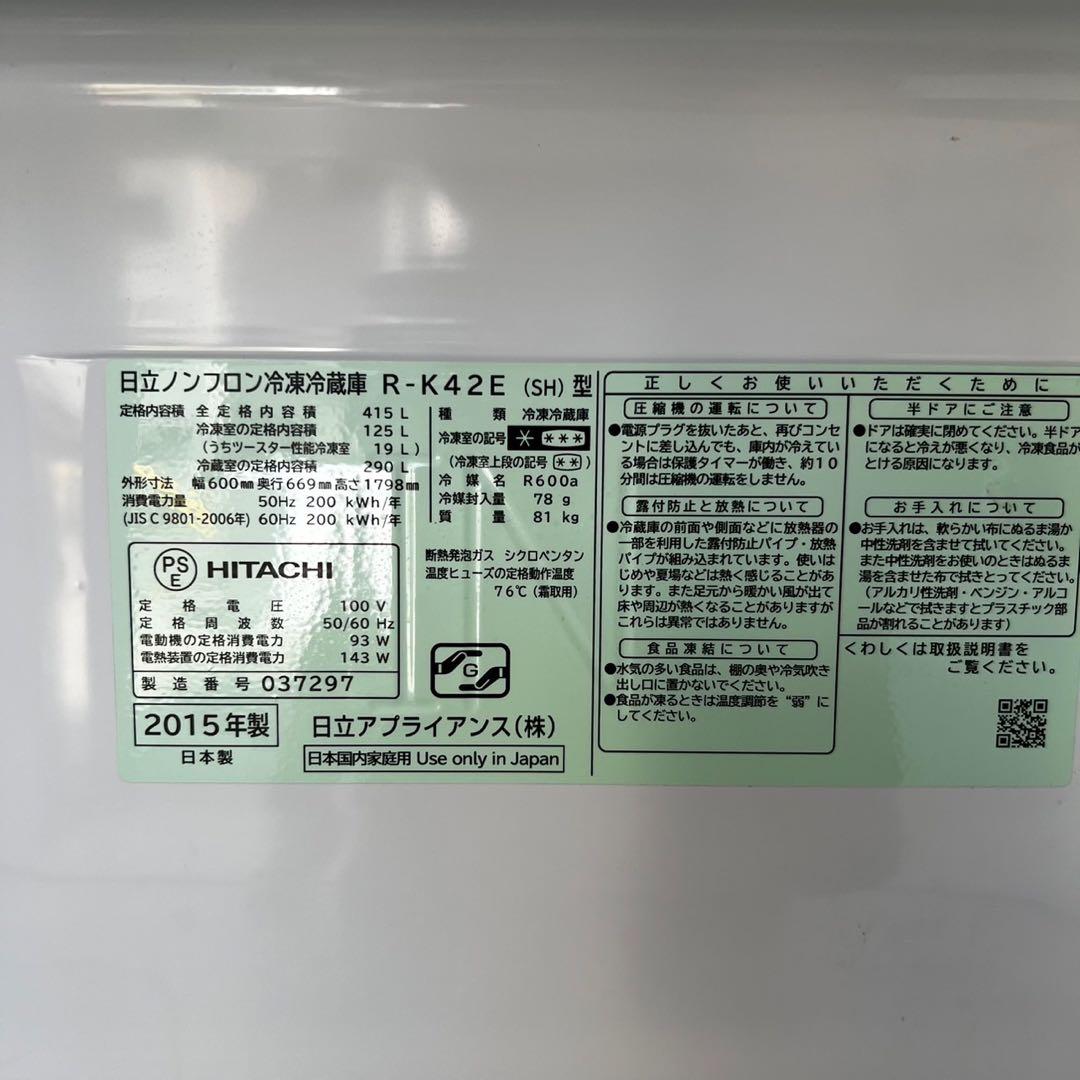 日立ノンフロン冷凍冷蔵庫 R-K42E (SH) 型
定格内容積 全定格内容積 415 L
冷凍室の定格内容積 125 L
(うちツースター性能冷凍室 19 L)
冷蔵室の定格内容積 290 L
外形寸法 幅600mm奥行669mm高さ1798mm
消費電力量 50Hz 200 kWh/年
(JIS C 9801-2006年) 60Hz 200 kWh/年
種類 冷凍冷蔵庫
冷凍室の記号 * ***
(冷凍室上段の記号 **)
冷媒名 R600a
冷媒封入量 78 g
質量 81 kg
断熱発泡ガス シクロペンタン
温度ヒューズの定格動作温度
76℃(霜取用)
PS
E
HITACHI
定格電圧 100 V
定格周波数 50/60 Hz
電動機の定格消費電力 93 W
電熱装置の定格消費電力 143 W
製造番号 037297
G
2015年製
日本製
日立アプライアンス(株)
日本国内家庭用 Use only in Japan
正しくお使いいただくために
圧縮機の運転について
●電源プラグを抜いたあと、再びコンセ
ントに差し込んでも、庫内が冷えてい
る場合は保護タイマーが働き、約10
分間は圧縮機の運転をしません。
露付防止と放熱について
●冷蔵庫の前面や側面などに放熱器の
一部を利用した露付防止パイプ・放熱
パイプが組み込まれています。使いは
じめや夏場などは熱く感じることがあ
ります。また足元から暖かい風が出て
床や周辺が熱くなることがありますが
これらは異常ではありません。
食品凍結について
●水気の多い食品は、棚の奥や冷気吹き
出し口に置かないでください。
●食品が凍るときは温度調節を“弱”に
してください。
半ドアにご注意
●ドアは確実に閉めてください。半ドア
になると冷えが悪くなり、冷凍食品が
とける原因になります。
お手入れについて
●お手入れは、軟らかい布にぬるま湯か
中性洗剤を含ませて拭いてください。
また中性洗剤をお使いのときはぬるま
湯を含ませた布で拭きとってください。
(アルカリ性洗剤・ベンジン・アルコ
ールなどで拭きますとプラスチック部
品が割れることがあります)
くわしくは取扱説明書を
ご覧ください。